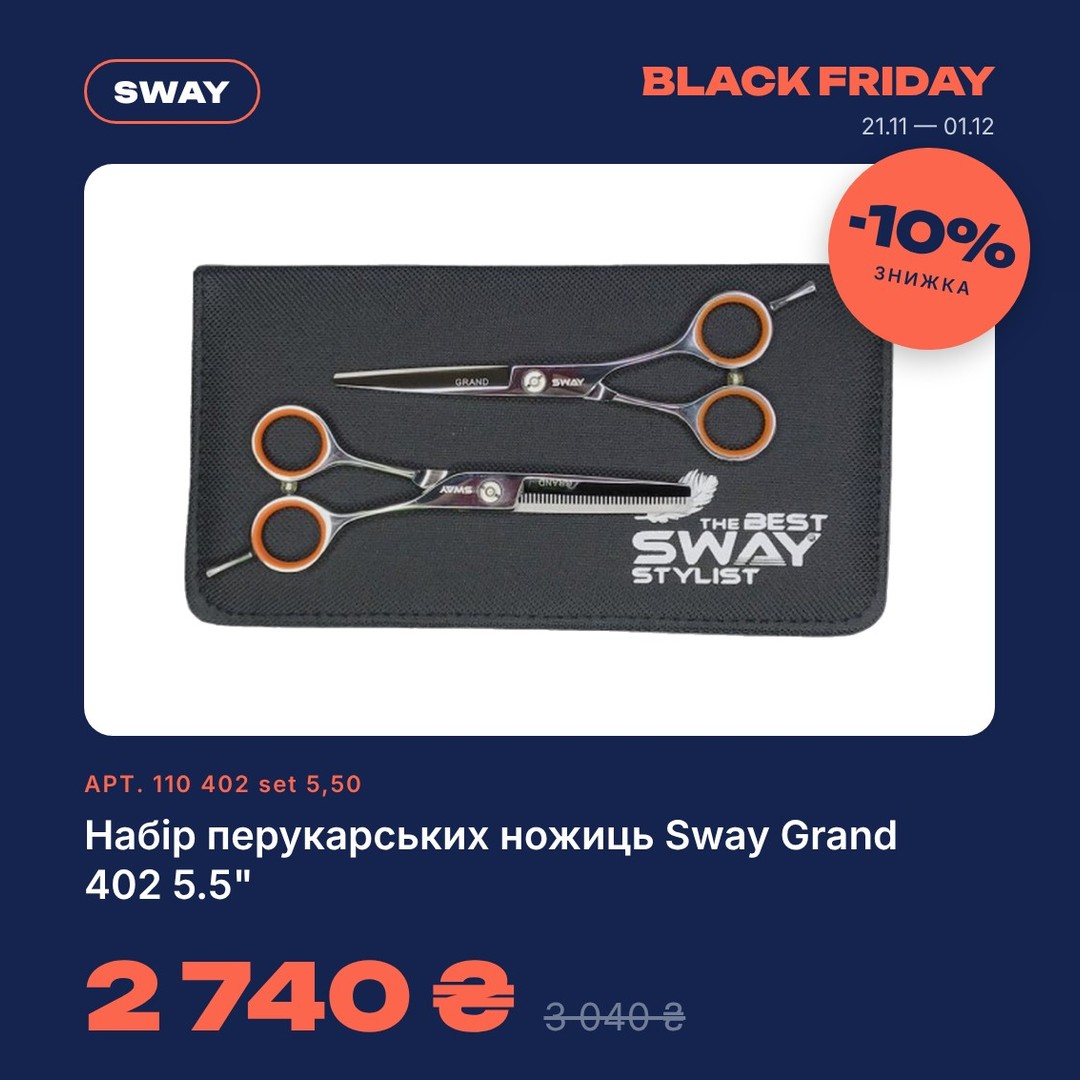 SWAY
BLACK FRIDAY
21.11 — 01.12
-10%
ЗНИЖКА
GRAND
SWAY
SWAY
GRAND
THE BEST
SWAY®
STYLIST
АРТ. 110 402 set 5,50
Набір перукарських ножиць Sway Grand
402 5.5"
2 740 ₴
3 040 ₴